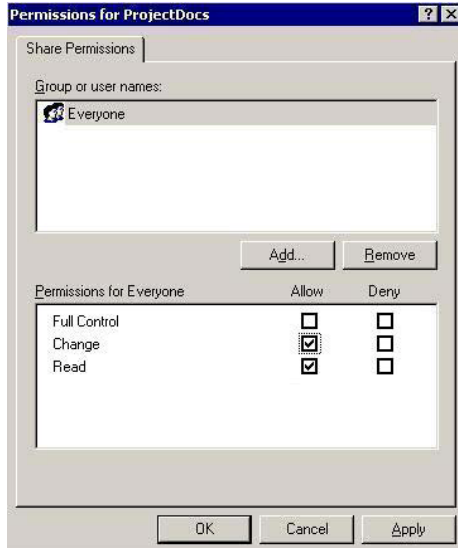 Permissions for ProjectDocs
Share Permissions
Group or user names:
Everyone
Add... Remove
Permissions for Everyone Allow Deny
Full Control
Change
Read
OK Cancel Apply